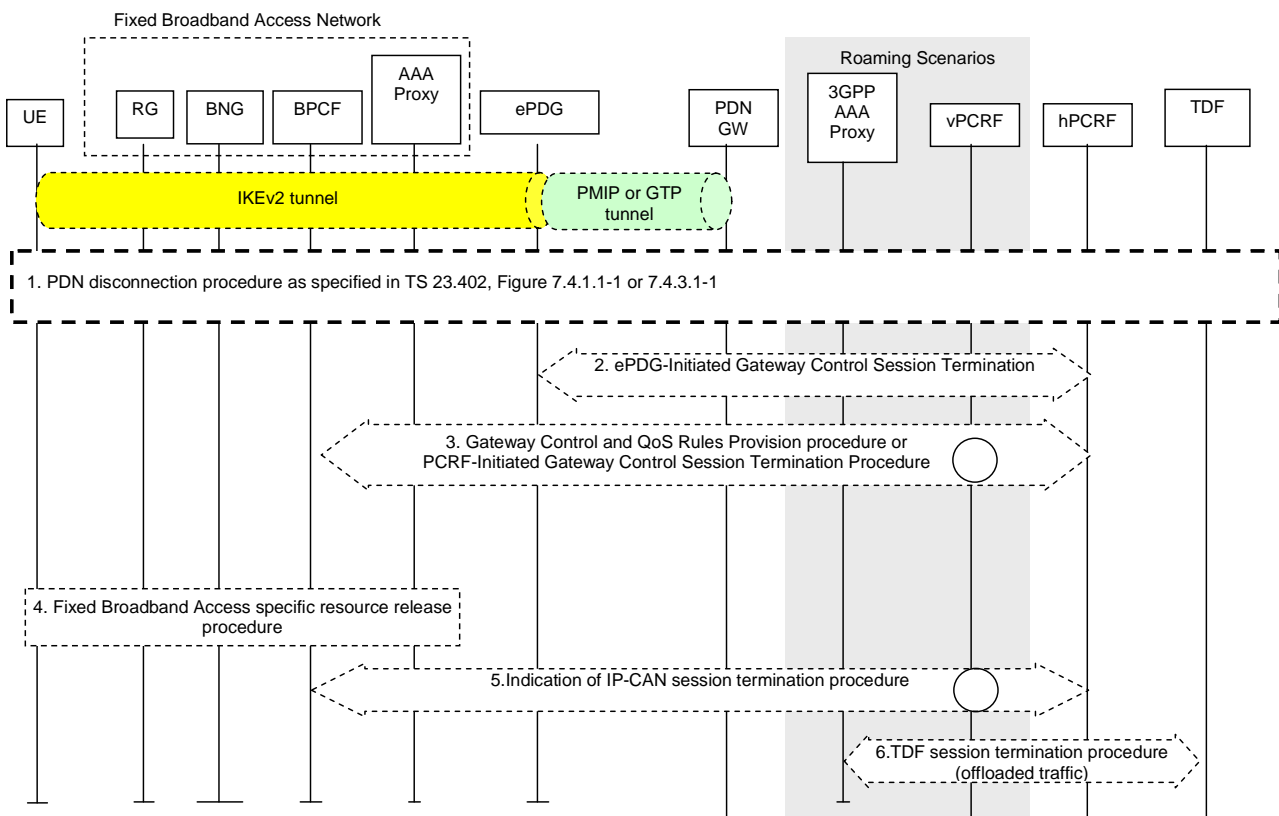 Fixed Broadband Access Network
Roaming Scenarios
UE
RG
BNG
BPCF
AAA
Proxy
ePDG
PDN
GW
3GPP
AAA
Proxy
vPCRF
hPCRF
TDF
IKEv2 tunnel
PMIP or GTP
tunnel
1. PDN disconnection procedure as specified in TS 23.402, Figure 7.4.1.1-1 or 7.4.3.1-1
2. ePDG-Initiated Gateway Control Session Termination
3. Gateway Control and QoS Rules Provision procedure or
PCRF-Initiated Gateway Control Session Termination Procedure
4. Fixed Broadband Access specific resource release
procedure
5.Indication of IP-CAN session termination procedure
6.TDF session termination procedure
(offloaded traffic)